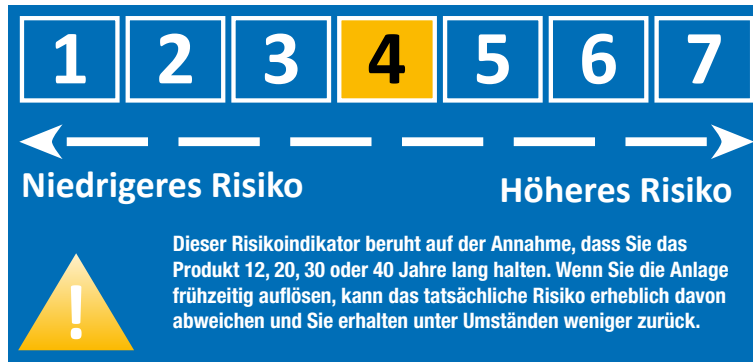 1 2 3 4 5 6 7
Niedrigeres Risiko Höheres Risiko
Dieser Risikoindikator beruht auf der Annahme, dass Sie das
Produkt 12, 20, 30 oder 40 Jahre lang halten. Wenn Sie die Anlage
frühzeitig auflösen, kann das tatsächliche Risiko erheblich davon
abweichen und Sie erhalten unter Umständen weniger zurück.
!